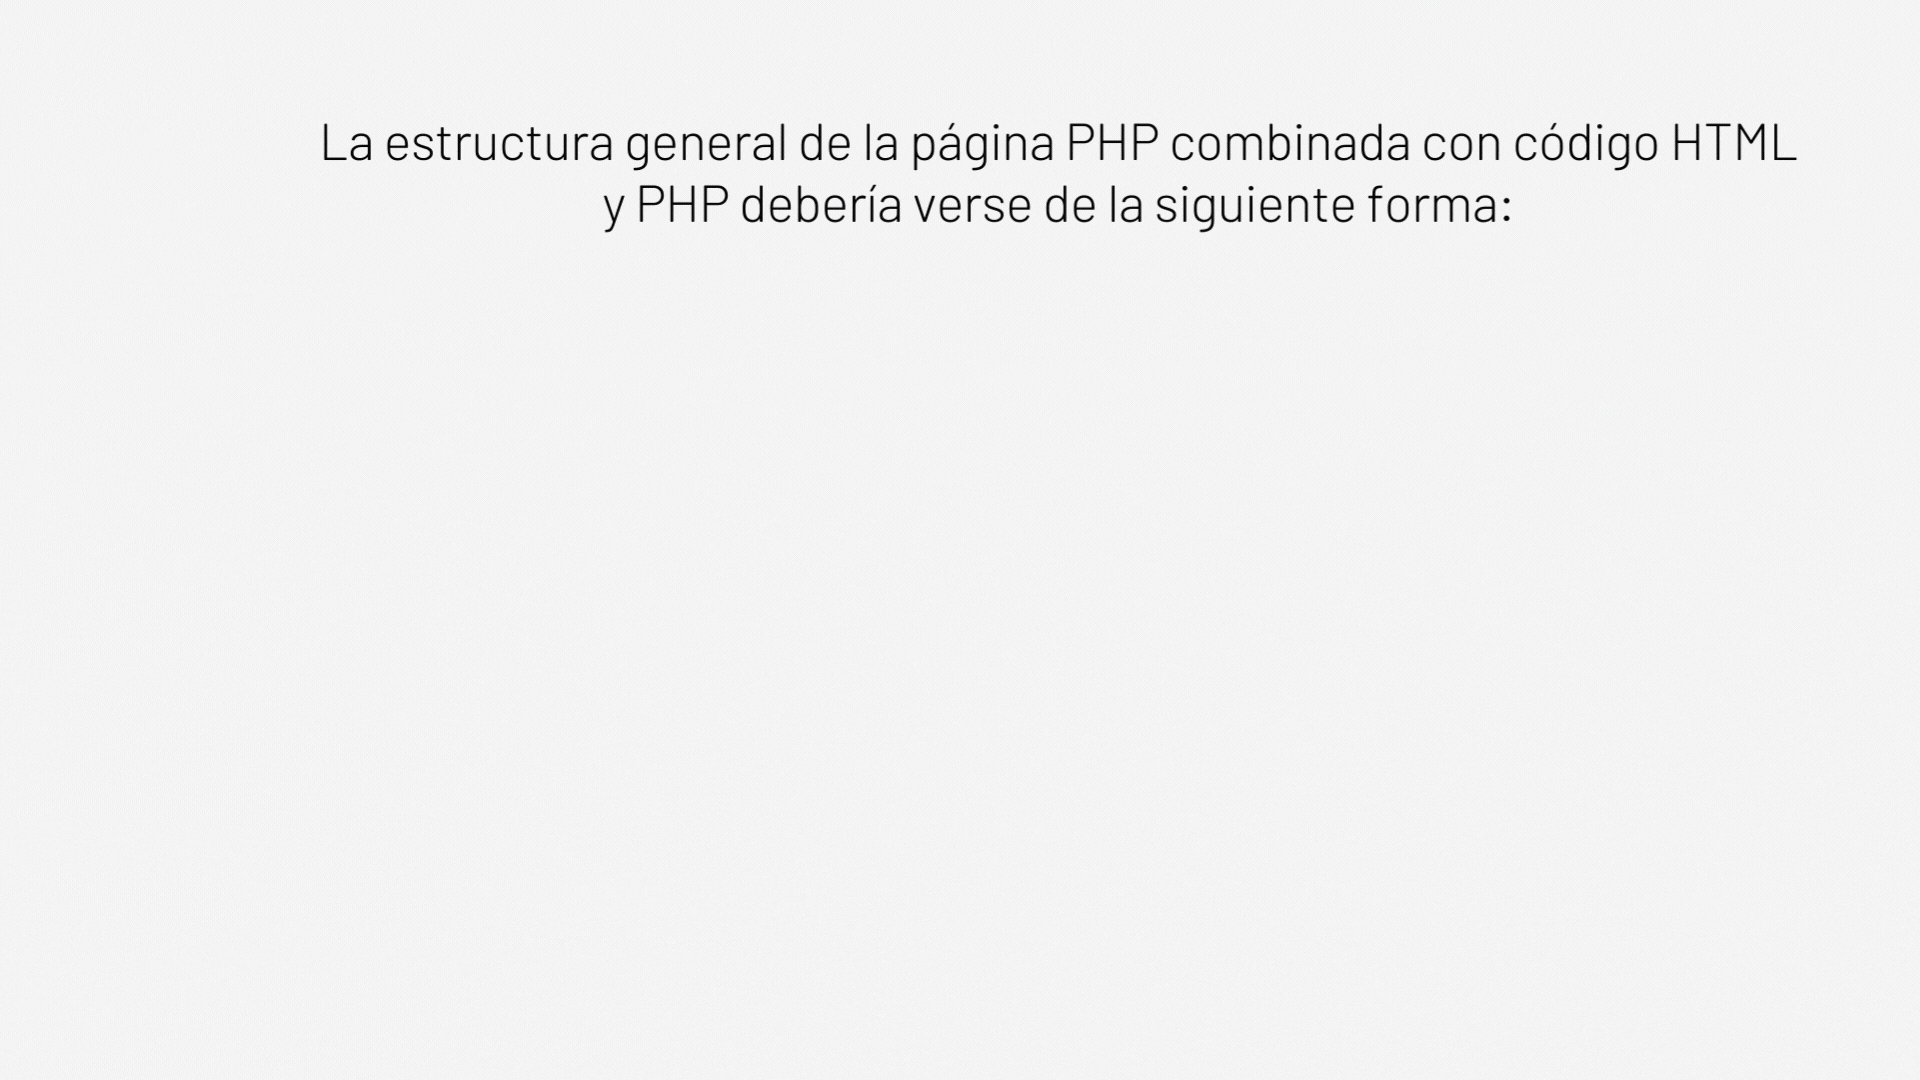 La estructura general de la página PHP combinada con código HTML
y PHP debería verse de la siguiente forma: